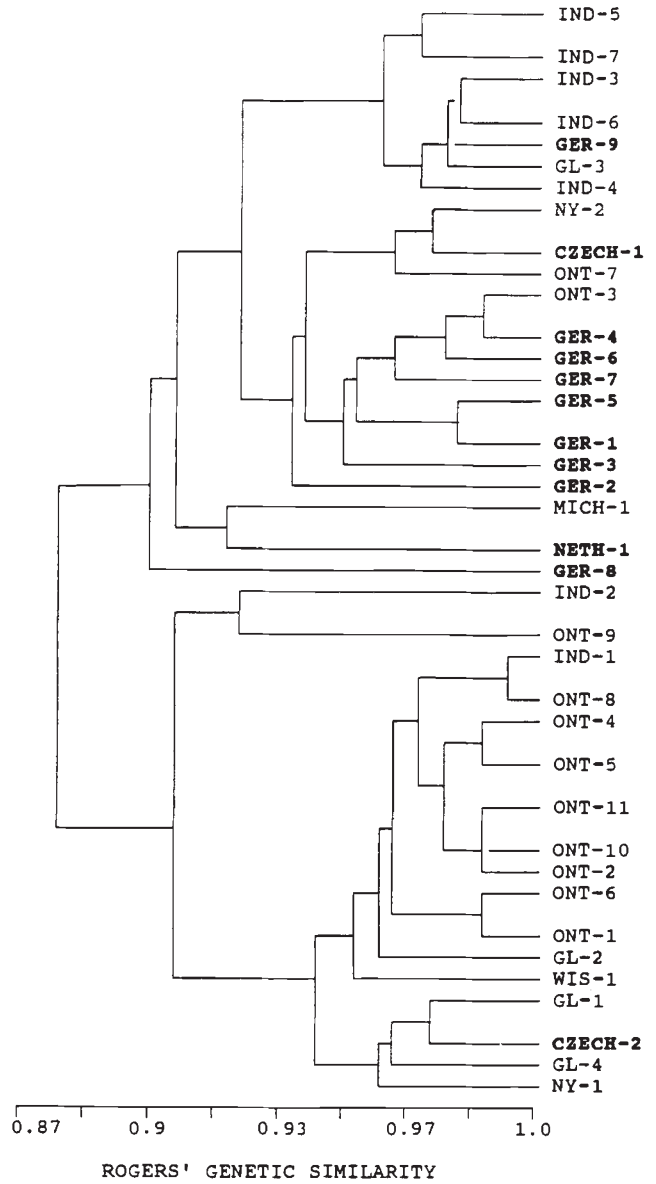 IND-5
IND-7
IND-3
IND-6
GER-9
GL-3
IND-4
NY-2
CZECH-1
ONT-7
ONT-3
GER-4
GER-6
GER-7
GER-5
GER-1
GER-3
GER-2
MICH-1
NETH-1
GER-8
IND-2
ONT-9
IND-1
ONT-8
ONT-4
ONT-5
ONT-11
ONT-10
ONT-2
ONT-6
ONT-1
GL-2
WIS-1
GL-1
CZECH-2
GL-4
NY-1
0.87 0.9 0.93 0.97 1.0
ROGERS' GENETIC SIMILARITY